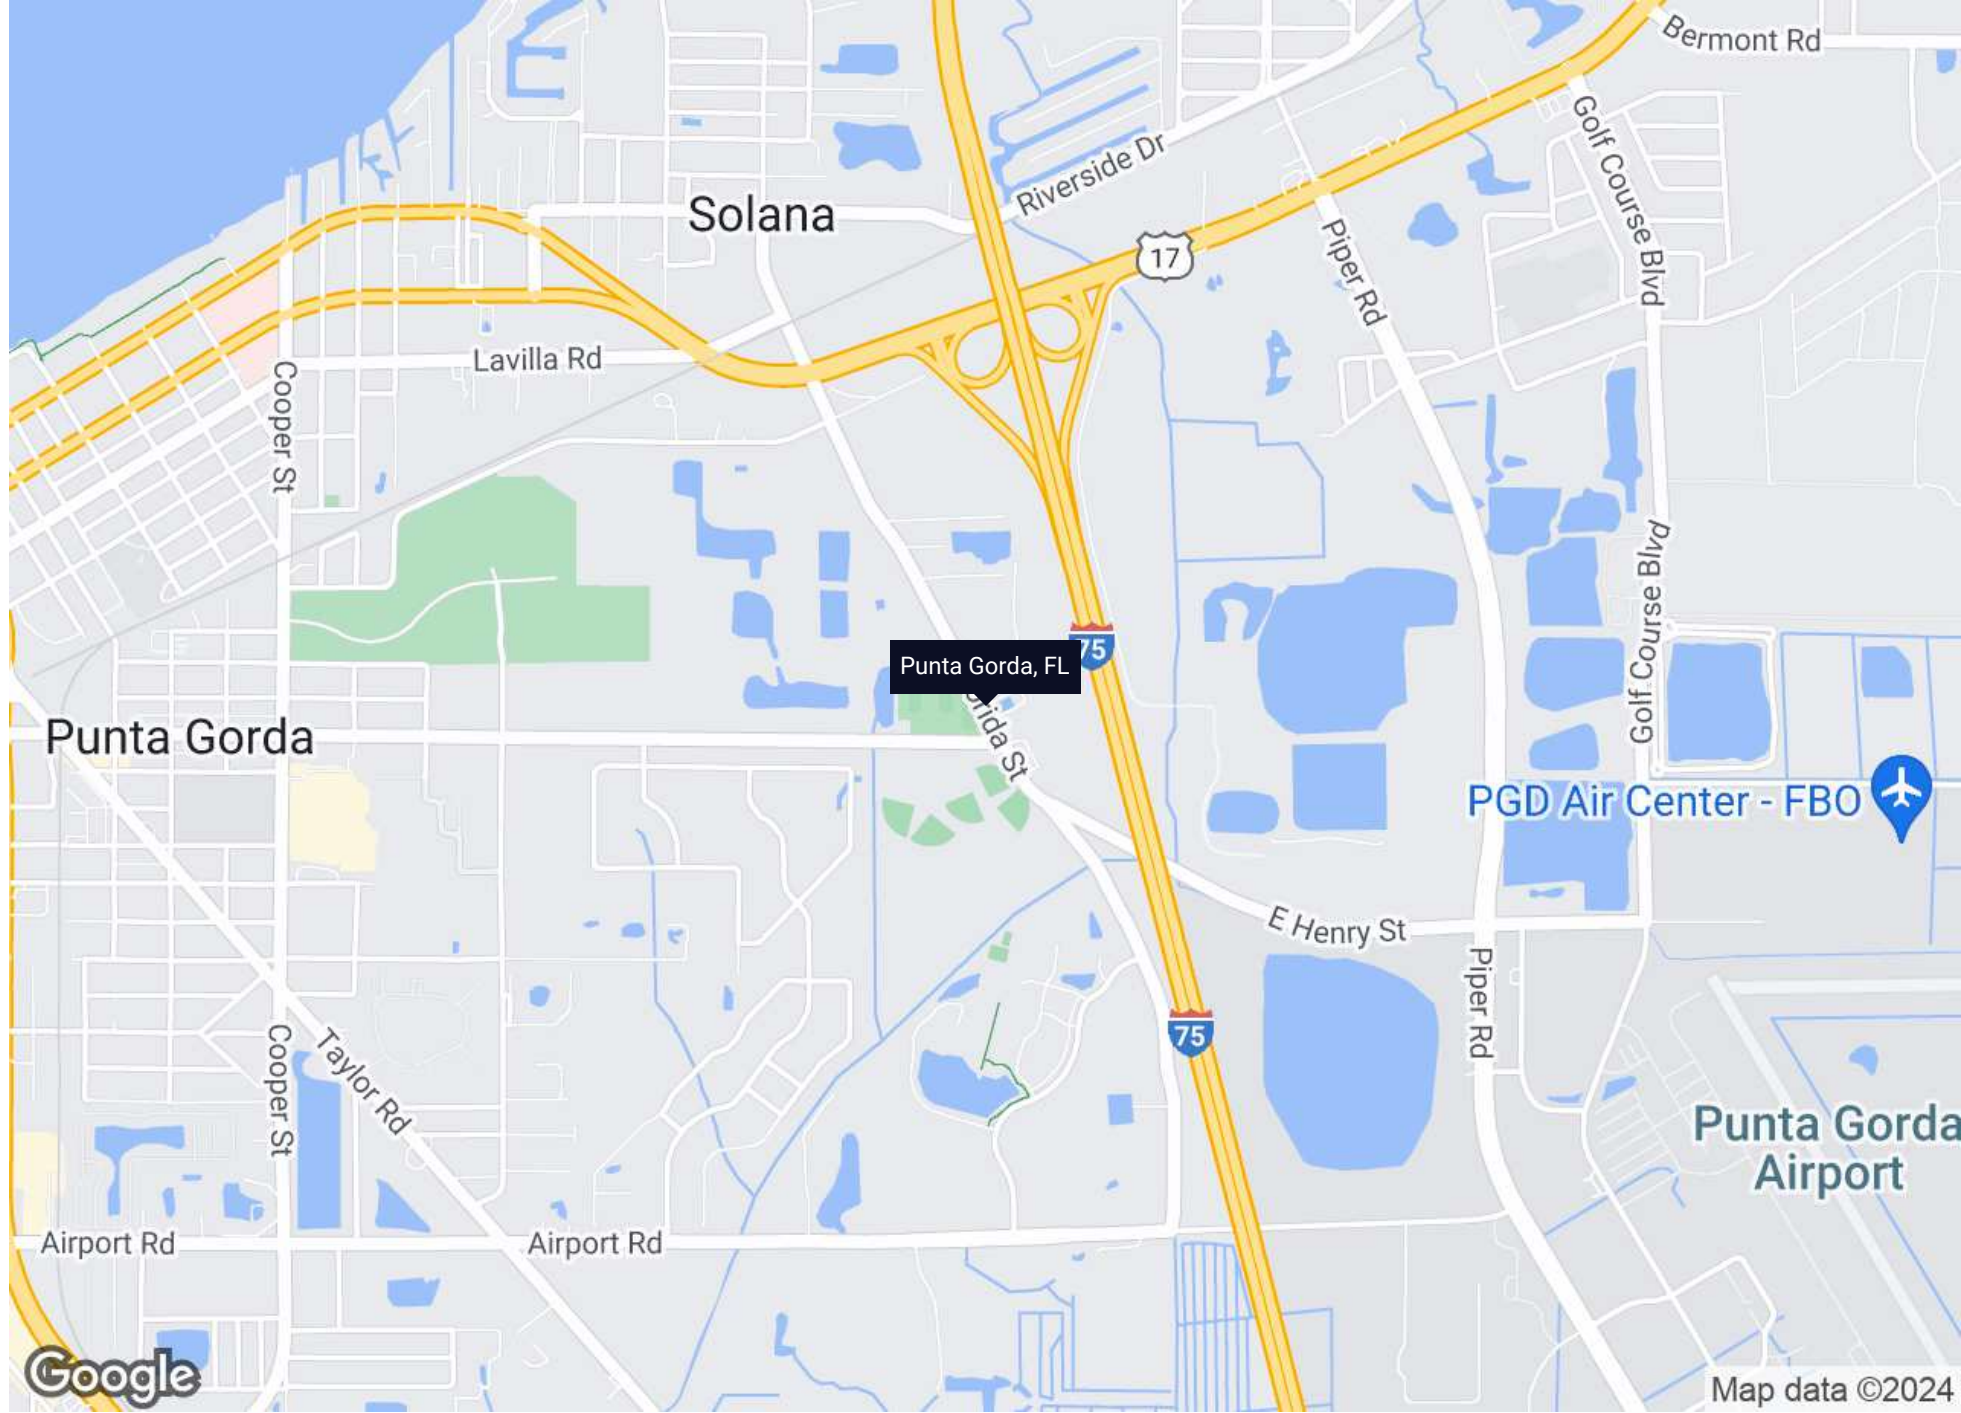 Bermont Rd
Golf Course Blvd
Riverside Dr
Solana
17
Piper Rd
Lavilla Rd
Cooper St
Golf Course Blvd
75
Punta Gorda, FL
St
Punta Gorda
PGD Air Center - FBO
E Henry St
Piper Rd
75
Cooper St
Taylor Rd
Punta Gorda
Airport
Airport Rd
Airport Rd
Google
Map data ©2024